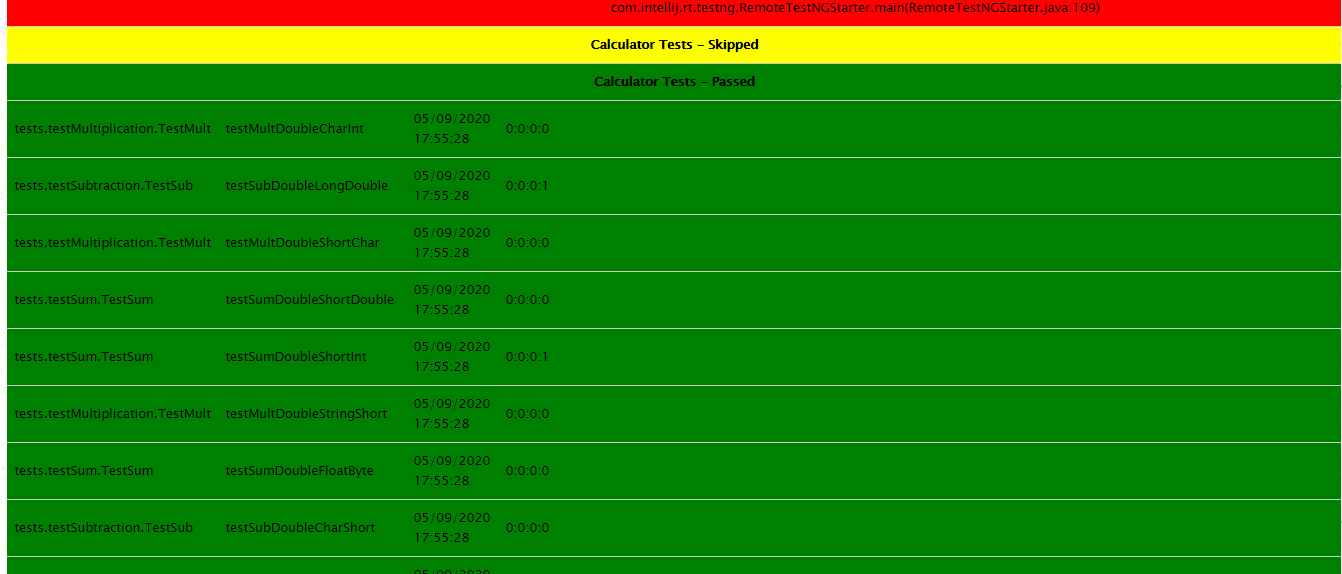 com.intellij.rt.testng.RemoteTestNGStarter.main(RemoteTestNGStarter.java:109)
Calculator Tests - Skipped
Calculator Tests - Passed
tests.testMultiplication.TestMult testMultDoubleCharInt 05/09/2020 17:55:28 0:0:0:0
tests.testSubtraction.TestSub testSubDoubleLongDouble 05/09/2020 17:55:28 0:0:0:1
tests.testMultiplication.TestMult testMultDoubleShortChar 05/09/2020 17:55:28 0:0:0:0
tests.testSum.TestSum testSumDoubleShortDouble 05/09/2020 17:55:28 0:0:0:0
tests.testSum.TestSum testSumDoubleShortInt 05/09/2020 17:55:28 0:0:0:1
tests.testMultiplication.TestMult testMultDoubleStringShort 05/09/2020 17:55:28 0:0:0:0
tests.testSum.TestSum testSumDoubleFloatByte 05/09/2020 17:55:28 0:0:0:0
tests.testSubtraction.TestSub testSubDoubleCharShort 05/09/2020 17:55:28 0:0:0:0